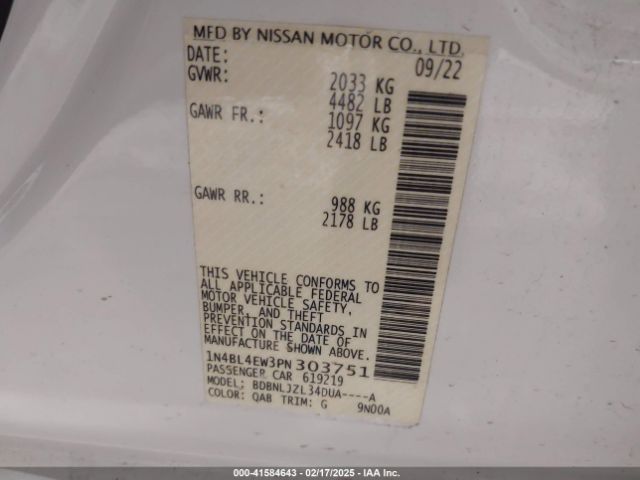 MFD BY NISSAN MOTOR CO., LTD.
DATE: 09/22
GVWR: 2033 KG
4482 LB
GAWR FR.: 1097 KG
2418 LB
GAWR RR.: 988 KG
2178 LB
THIS VEHICLE CONFORMS TO
ALL APPLICABLE FEDERAL
MOTOR VEHICLE SAFETY,
BUMPER, AND THEFT
PREVENTION STANDARDS IN
EFFECT ON THE DATE OF
MANUFACTURE SHOWN ABOVE.
1N4BL4EW3PN303751
PASSENGER CAR 619219
MODEL: BDBNLJZL34DUA----A
COLOR: QAB TRIM: G 9N00A
000-41584643 - 02/17/2025 - IAA Inc.